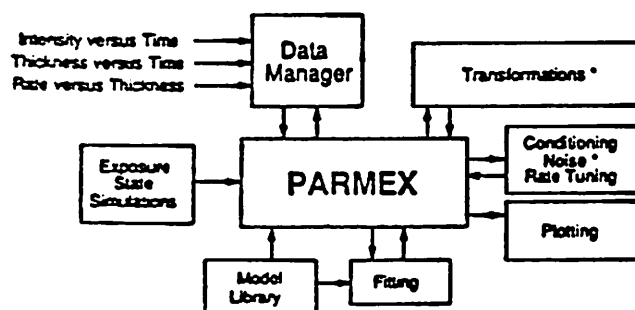 Intensity versus Time
Thickness versus Time
Rate versus Thickness
Data
Manager
Transformations *
Exposure
State
Simulations
PARMEX
Conditioning
Noise *
Rate Tuning
Plotting
Model
Library
Fitting